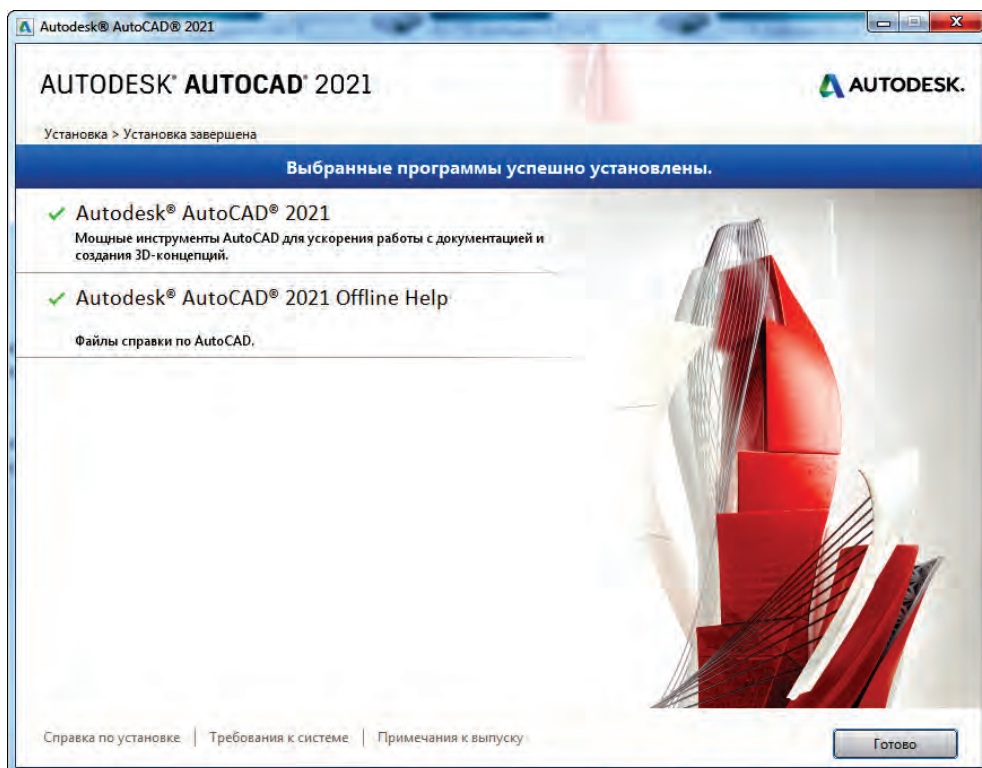 Autodesk® AutoCAD® 2021
AUTODESK® AUTOCAD® 2021
AUTODESK.
Установка > Установка завершена
Выбранные программы успешно установлены.
Autodesk® AutoCAD® 2021
Мощные инструменты AutoCAD для ускорения работы с документацией и
создания 3D-концепций.
Autodesk® AutoCAD® 2021 Offline Help
Файлы справки по AutoCAD.
Справка по установке | Требования к системе | Примечания к выпуску
Готово